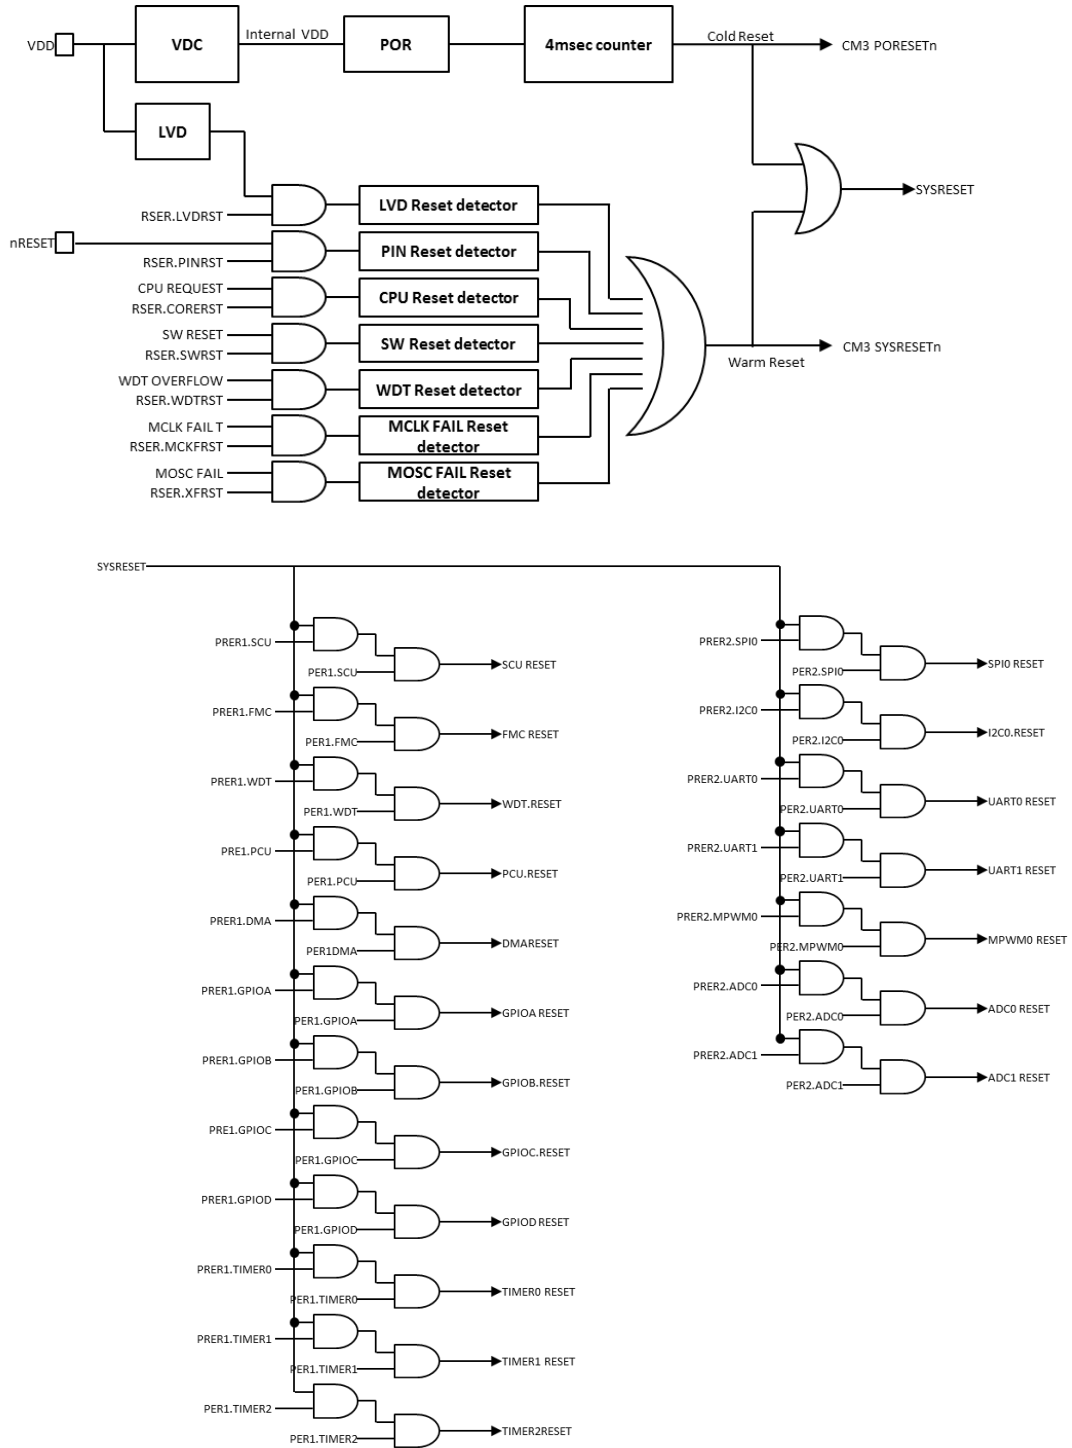 VDD
VDC
Internal VDD
POR
4msec counter
Cold Reset
CM3 PORESETn
LVD
SYSRESET
RSER.LVDRST
LVD Reset detector
nRESET
RSER.PINRST
PIN Reset detector
CPU REQUEST
RSER.CORERST
CPU Reset detector
SW RESET
RSER.SWRST
SW Reset detector
CM3 SYSRESETn
Warm Reset
WDT OVERFLOW
RSER.WDTRST
WDT Reset detector
MCLK FAIL T
RSER.MCKFRST
MCLK FAIL Reset
detector
MOSC FAIL
RSER.XFRST
MOSC FAIL Reset
detector
SYSRESET
PRER1.SCU
PER1.SCU
SCU RESET
PRER1.FMC
PER1.FMC
FMC RESET
PRER1.WDT
PER1.WDT
WDT.RESET
PRE1.PCU
PER1.PCU
PCU.RESET
PRER1.DMA
PER1DMA
DMARESET
PRER1.GPIOA
PER1.GPIOA
GPIOA RESET
PRER1.GPIOB
PER1.GPIOB
GPIOB.RESET
PRE1.GPIOC
PER1.GPIOC
GPIOC.RESET
PRER1.GPIOD
PER1.GPIOD
GPIOD RESET
PRER1.TIMER0
PER1.TIMER0
TIMER0 RESET
PRER1.TIMER1
PER1.TIMER1
TIMER1 RESET
PER1.TIMER2
PER1.TIMER2
TIMER2RESET
PRER2.SPI0
PER2.SPI0
SPI0 RESET
PRER2.I2C0
PER2.I2C0
I2C0.RESET
PRER2.UART0
PER2.UART0
UART0 RESET
PRER2.UART1
PER2.UART1
UART1 RESET
PRER2.MPWM0
PER2.MPWM0
MPWM0 RESET
PRER2.ADC0
PER2.ADC0
ADC0 RESET
PRER2.ADC1
PER2.ADC1
ADC1 RESET